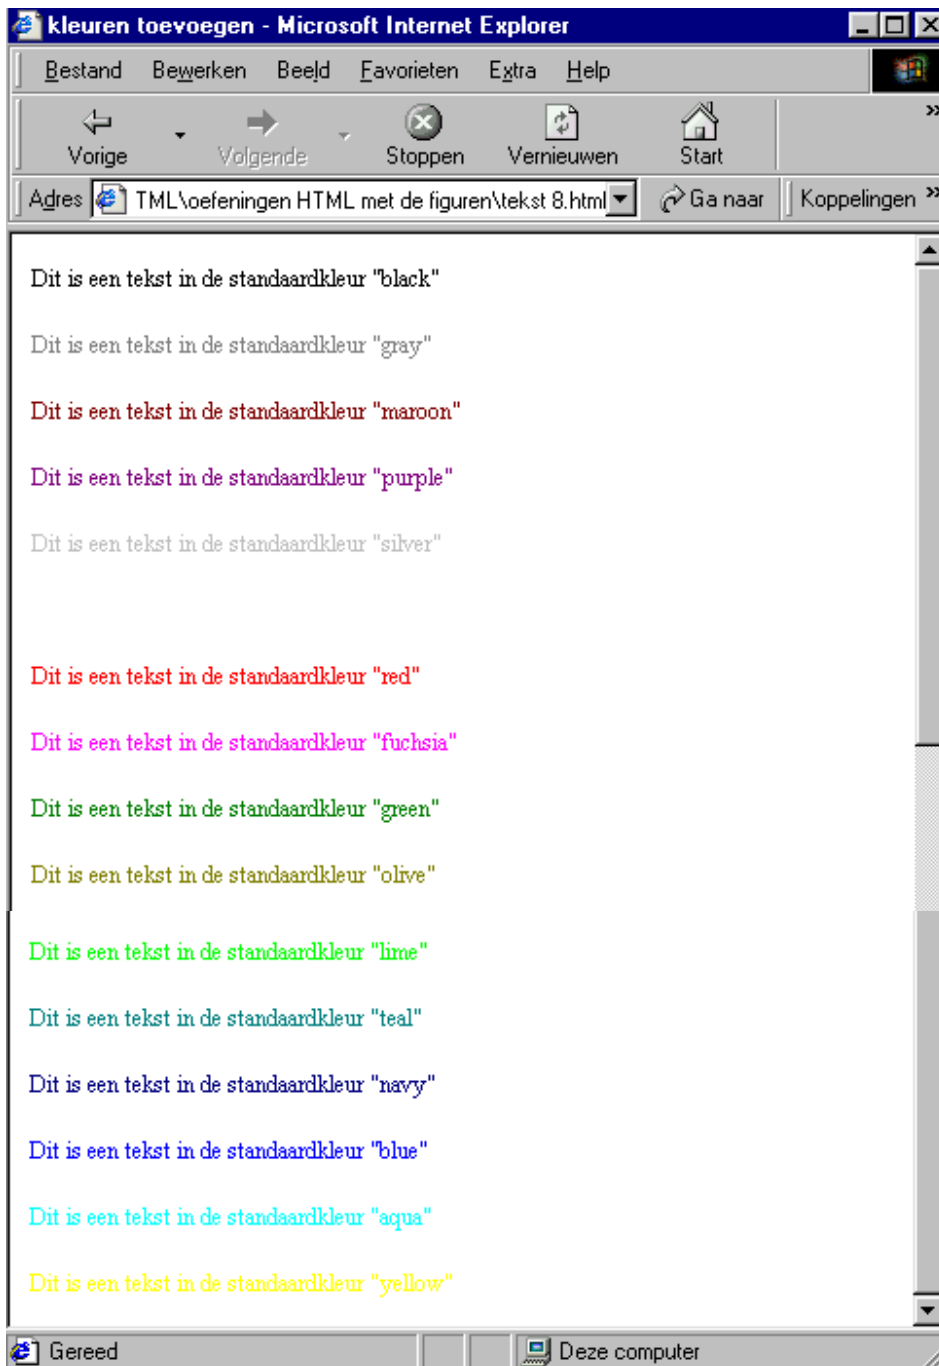 kleuren toevoegen - Microsoft Internet Explorer
Bestand Bewerken Beeld Favorieten Extra Help
Vorige Volgende Stoppen Vernieuwen Start »
Adres TML\oefeningen HTML met de figuren\tekst 8.html Ga naar Koppelingen »
Dit is een tekst in de standaardkleur "black"
Dit is een tekst in de standaardkleur "gray"
Dit is een tekst in de standaardkleur "maroon"
Dit is een tekst in de standaardkleur "purple"
Dit is een tekst in de standaardkleur "silver"
Dit is een tekst in de standaardkleur "red"
Dit is een tekst in de standaardkleur "fuchsia"
Dit is een tekst in de standaardkleur "green"
Dit is een tekst in de standaardkleur "olive"
Dit is een tekst in de standaardkleur "lime"
Dit is een tekst in de standaardkleur "teal"
Dit is een tekst in de standaardkleur "navy"
Dit is een tekst in de standaardkleur "blue"
Dit is een tekst in de standaardkleur "aqua"
Dit is een tekst in de standaardkleur "yellow"
Gereed Deze computer